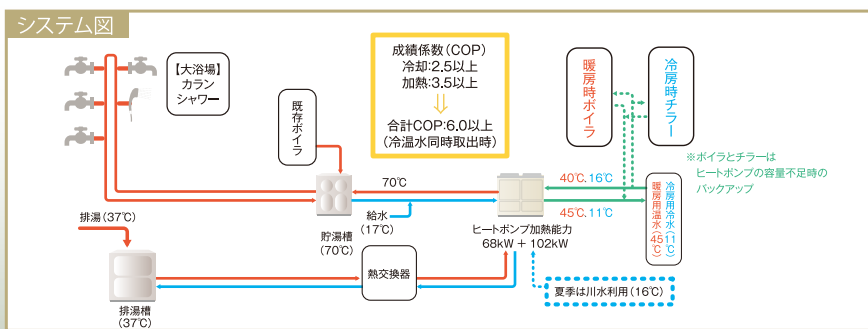 システム図
【大浴場】
カラン
シャワー
既存ボイラ
成績係数(COP)
冷却:2.5以上
加熱:3.5以上
合計COP:6.0以上
(冷温水同時取出時)
暖房時ボイラ
冷房時チラー
※ボイラとチラーは
ヒートポンプの容量不足時の
バックアップ
70℃
40℃.16℃
45℃.11℃
給水
(17℃)
貯湯槽
(70℃)
ヒートポンプ加熱能力
68kW + 102kW
冷房用冷水(11℃)
暖房用温水(45℃)
排湯(37℃)
熱交換器
夏季は川水利用(16℃)
排湯槽
(37℃)